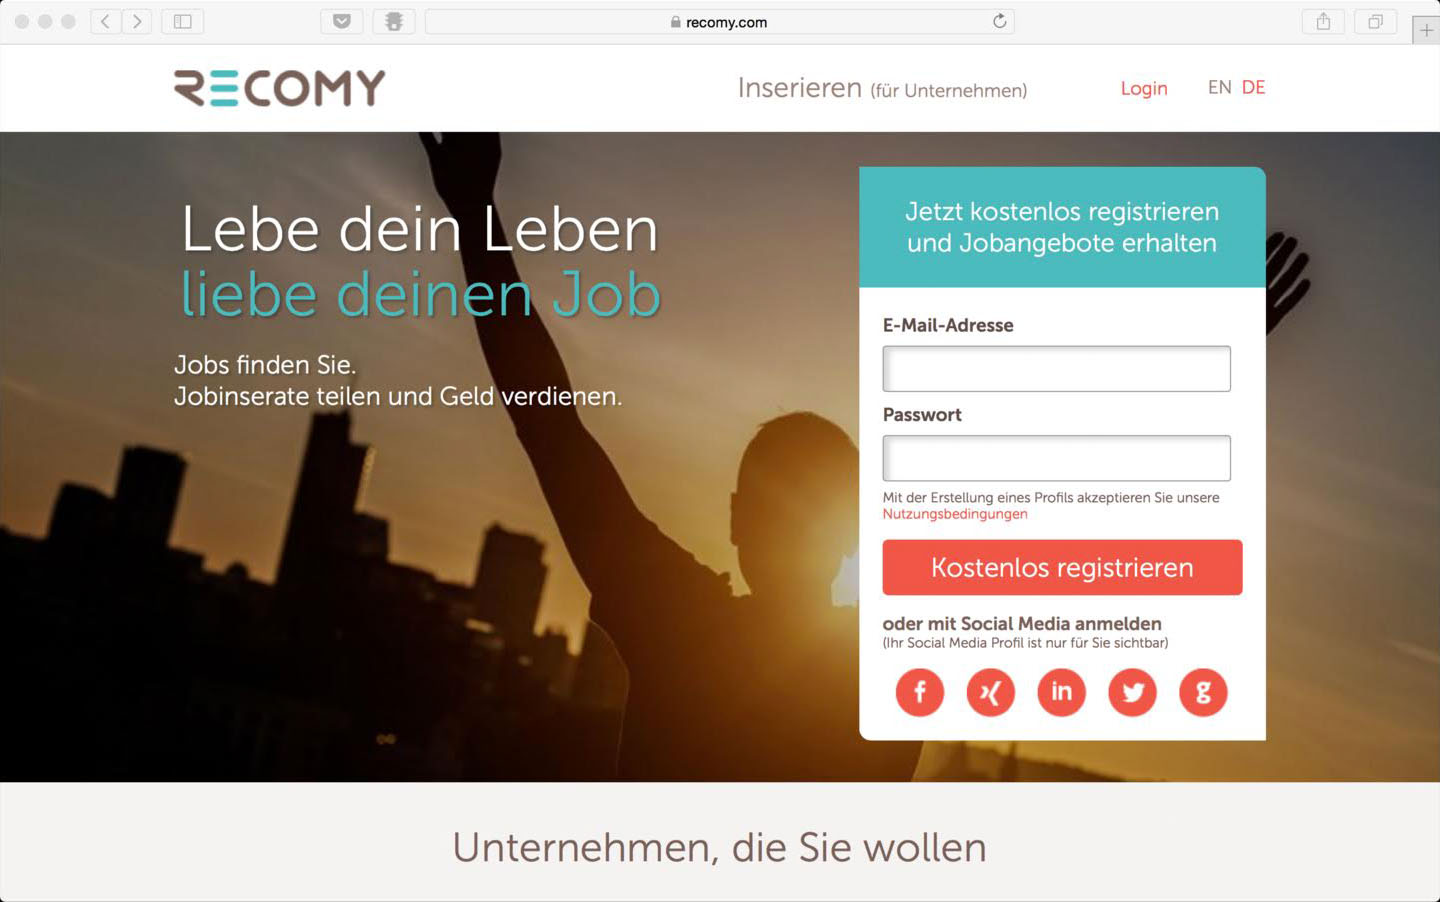 recomy.com
RECOMY
Inserieren (für Unternehmen)
Login
EN DE
Lebe dein Leben
liebe deinen Job
Jobs finden Sie.
Jobinserate teilen und Geld verdienen.
Jetzt kostenlos registrieren
und Jobangebote erhalten
E-Mail-Adresse
Passwort
Mit der Erstellung eines Profils akzeptieren Sie unsere
Nutzungsbedingungen
Kostenlos registrieren
oder mit Social Media anmelden
(Ihr Social Media Profil ist nur für Sie sichtbar)
f in g
Unternehmen, die Sie wollen